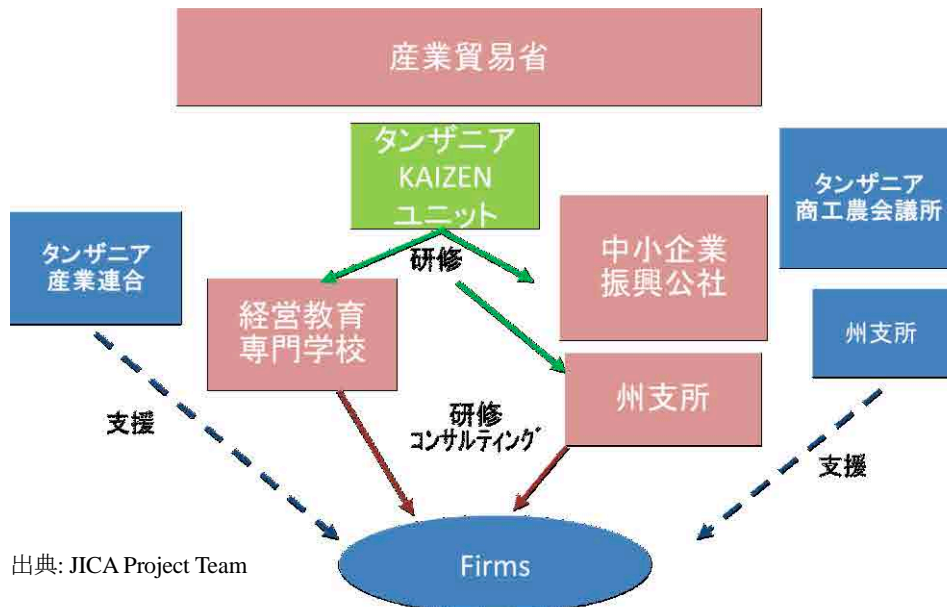 産業貿易省
タンザニア
KAIZEN
ユニット
タンザニア
商工農会議所
タンザニア
産業連合
研修
中小企業
振興公社
経営教育
専門学校
州支所
州支所
支援
研修
コンサルティング
支援
Firms
出典: JICA Project Team